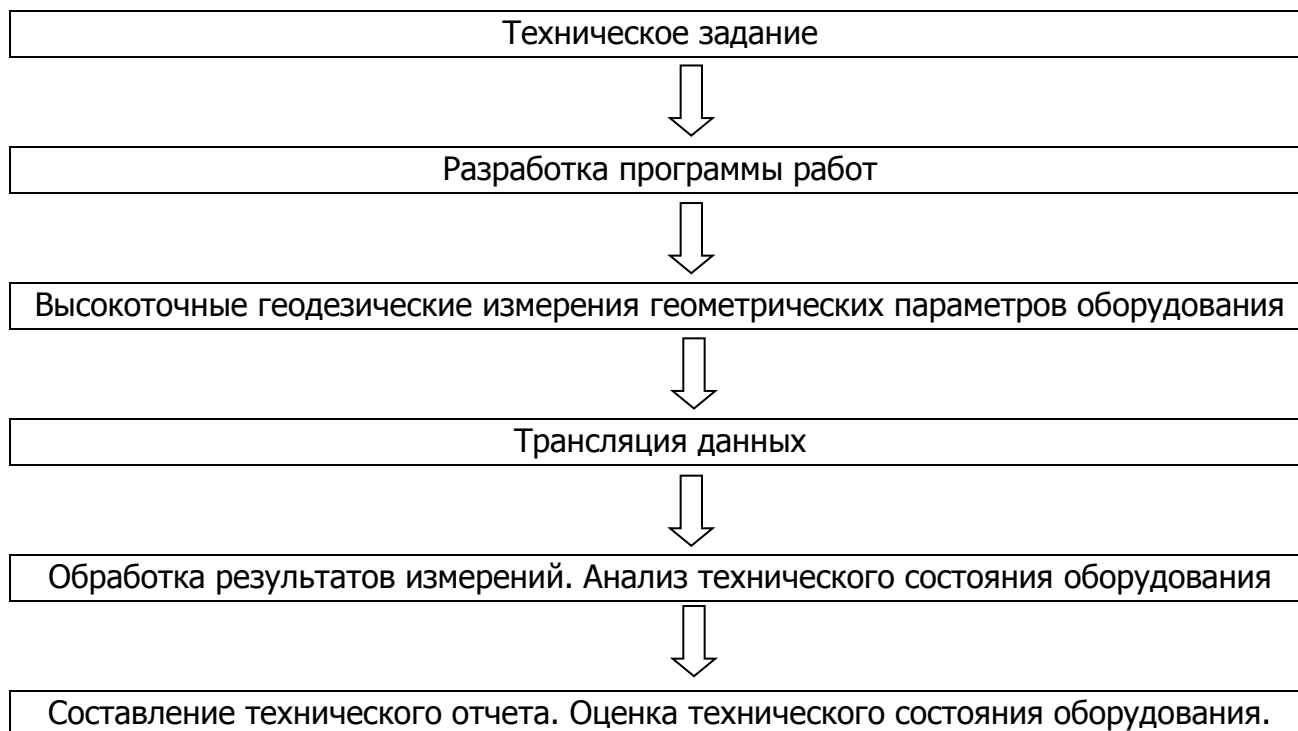 Техническое задание
Разработка программы работ
Высокоточные геодезические измерения геометрических параметров оборудования
Трансляция данных
Обработка результатов измерений. Анализ технического состояния оборудования
Составление технического отчета. Оценка технического состояния оборудования.